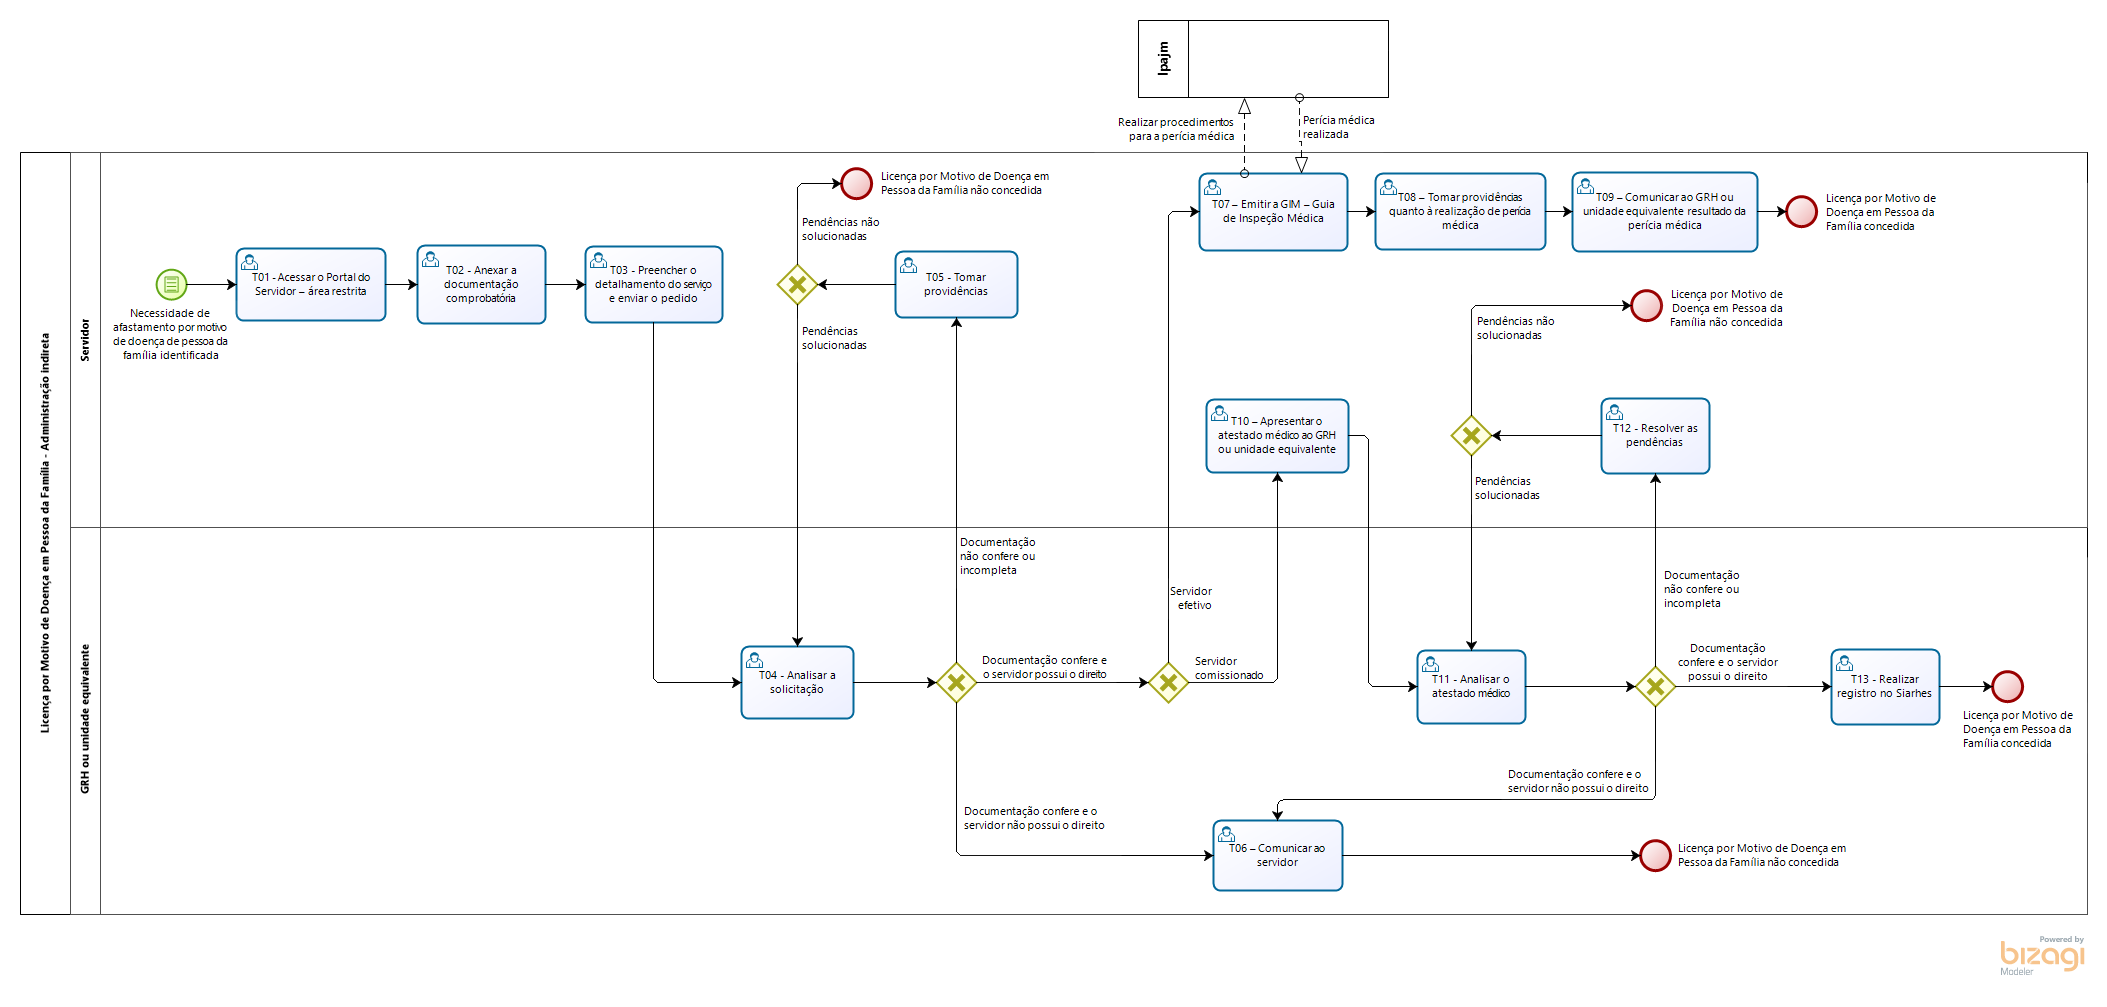 Ipajm
Realizar procedimentos
para a perícia médica
Perícia médica
realizada
Licença por Motivo de Doença em Pessoa da Família - Administração indireta
Servidor
Necessidade de
afastamento por motivo
de doença de pessoa da
família identificada
T01 - Acessar o Portal do
Servidor – área restrita
T02 - Anexar a
documentação
comprobatória
T03 - Preencher o
detalhamento do serviço
e enviar o pedido
Licença por Motivo de Doença em
Pessoa da Família não concedida
Pendências não
solucionadas
Pendências
solucionadas
T05 - Tomar
providências
T07 – Emitir a GIM – Guia
de Inspeção Médica
T08 – Tomar providências
quanto à realização de perícia
médica
T09 – Comunicar ao GRH ou
unidade equivalente resultado da
perícia médica
Licença por Motivo de
Doença em Pessoa da
Família concedida
Licença por Motivo de
Doença em Pessoa da
Família não concedida
Pendências não
solucionadas
T10 – Apresentar o
atestado médico ao GRH
ou unidade equivalente
T12 - Resolver as
pendências
Pendências
solucionadas
GRH ou unidade equivalente
Documentação
não confere ou
incompleta
Servidor
efetivo
Documentação
não confere ou
incompleta
T04 - Analisar a
solicitação
Documentação confere e
o servidor possui o direito
Servidor
comissionado
T11 - Analisar o
atestado médico
Documentação
confere e o servidor
possui o direito
T13 - Realizar
registro no Siarhes
Licença por Motivo de
Doença em Pessoa da
Família concedida
Documentação confere e o
servidor não possui o direito
Documentação confere e o
servidor não possui o direito
T06 – Comunicar ao
servidor
Licença por Motivo de Doença em
Pessoa da Família não concedida
Powered by
bizagi
Modeler